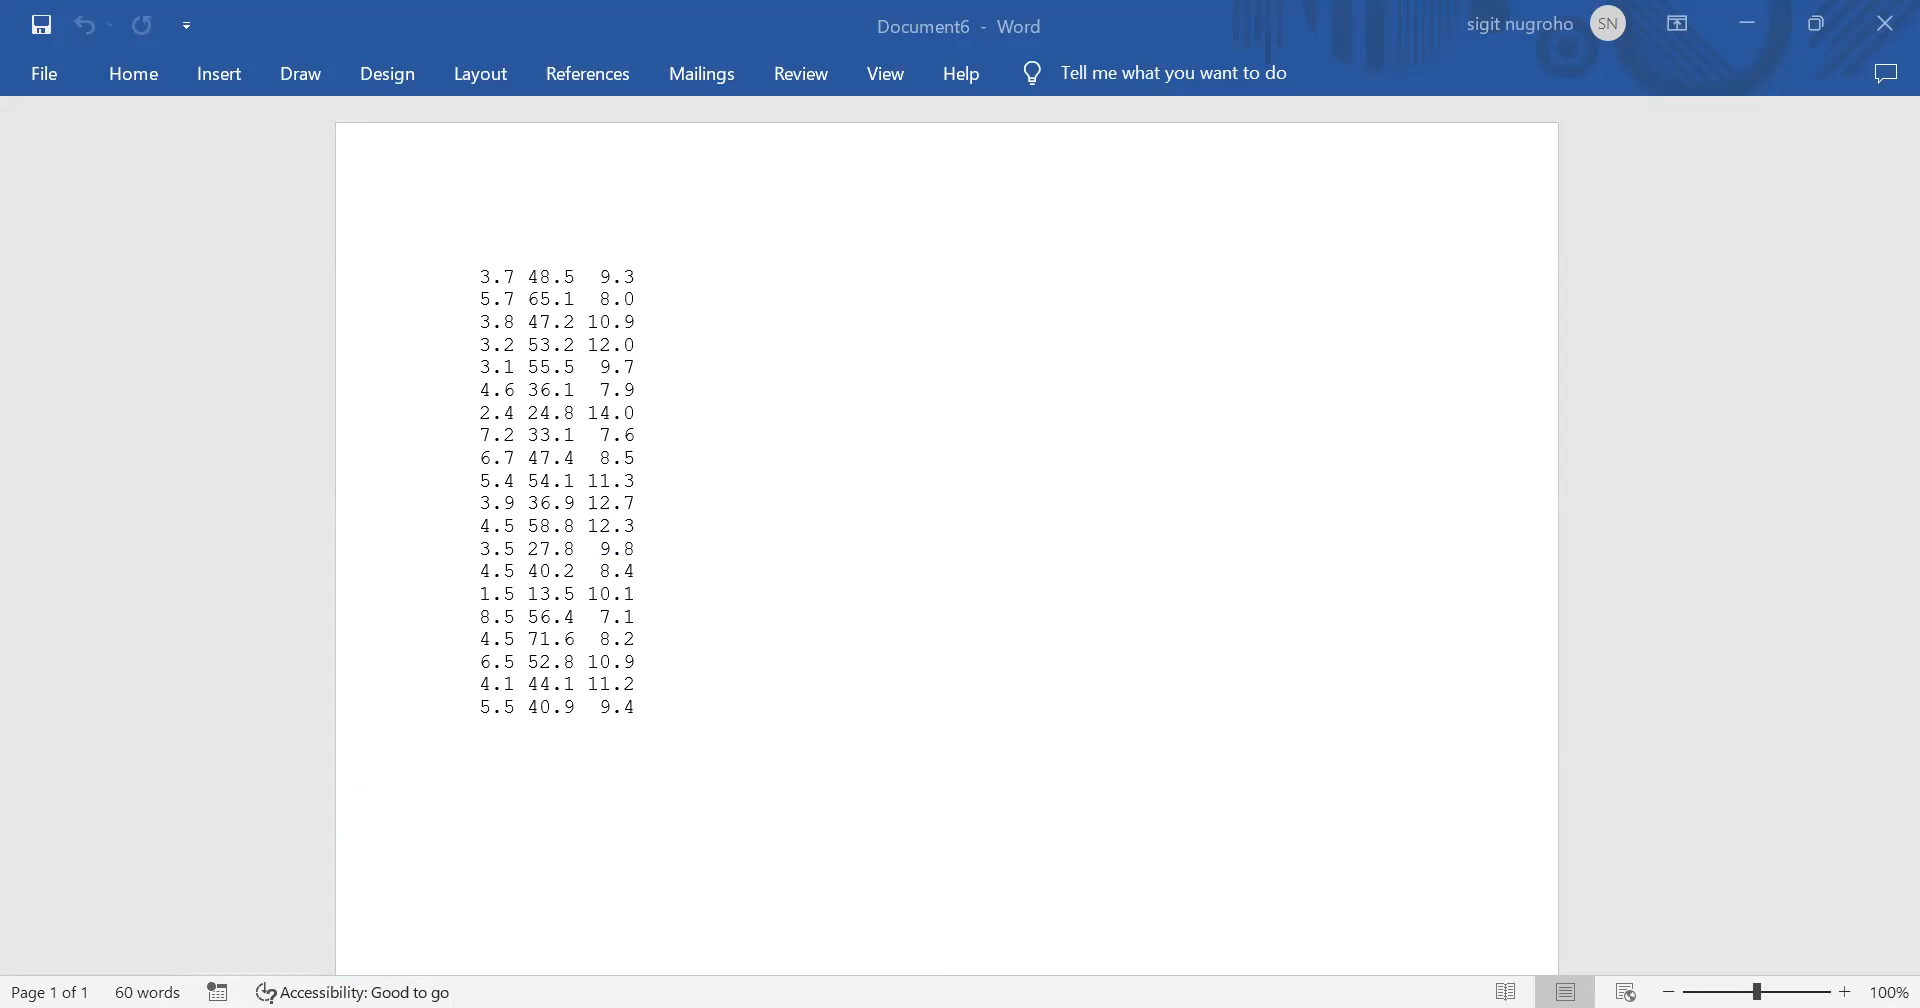 Document6 - Word
sigit nugroho SN
File Home Insert Draw Design Layout References Mailings Review View Help Tell me what you want to do
3.7 48.5 9.3
5.7 65.1 8.0
3.8 47.2 10.9
3.2 53.2 12.0
3.1 55.5 9.7
4.6 36.1 7.9
2.4 24.8 14.0
7.2 33.1 7.6
6.7 47.4 8.5
5.4 54.1 11.3
3.9 36.9 12.7
4.5 58.8 12.3
3.5 27.8 9.8
4.5 40.2 8.4
1.5 13.5 10.1
8.5 56.4 7.1
4.5 71.6 8.2
6.5 52.8 10.9
4.1 44.1 11.2
5.5 40.9 9.4
Page 1 of 1 60 words Accessibility: Good to go 100%